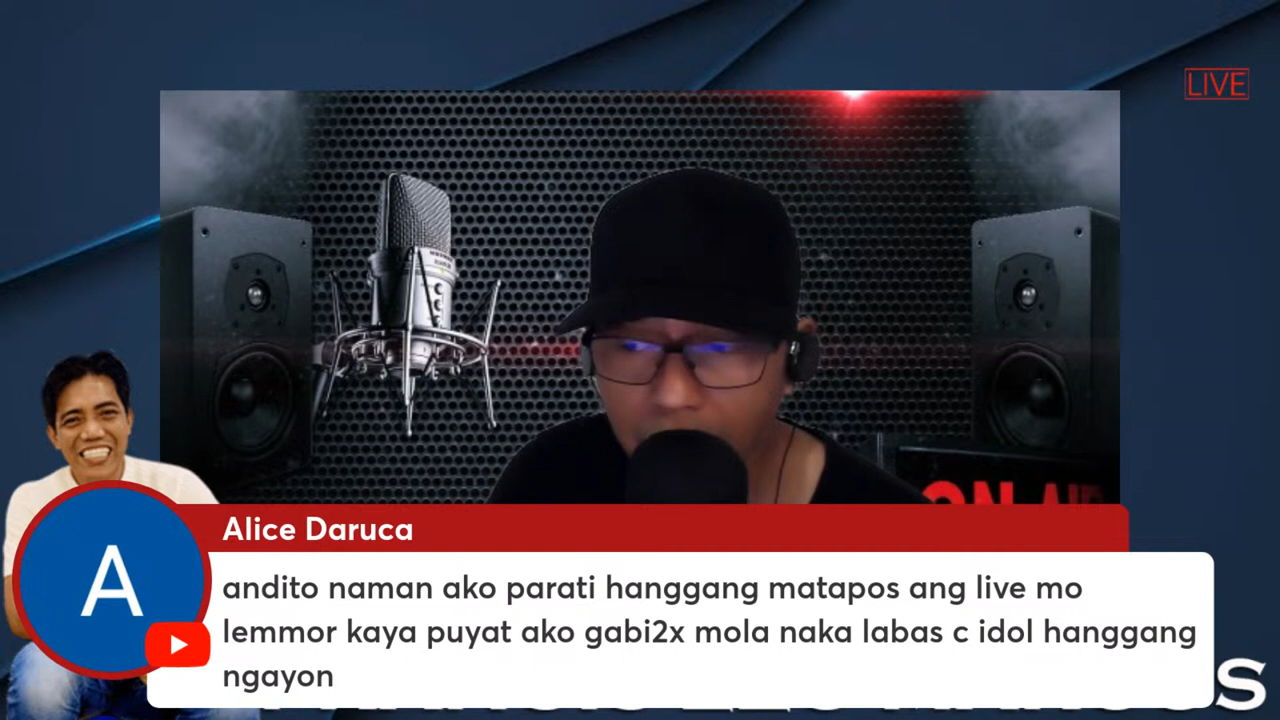 LIVE
Alice Daruca
A
andito naman ako parati hanggang matapos ang live mo
lemmor kaya puyat ako gabi2x mola naka labas c idol hanggang
ngayon